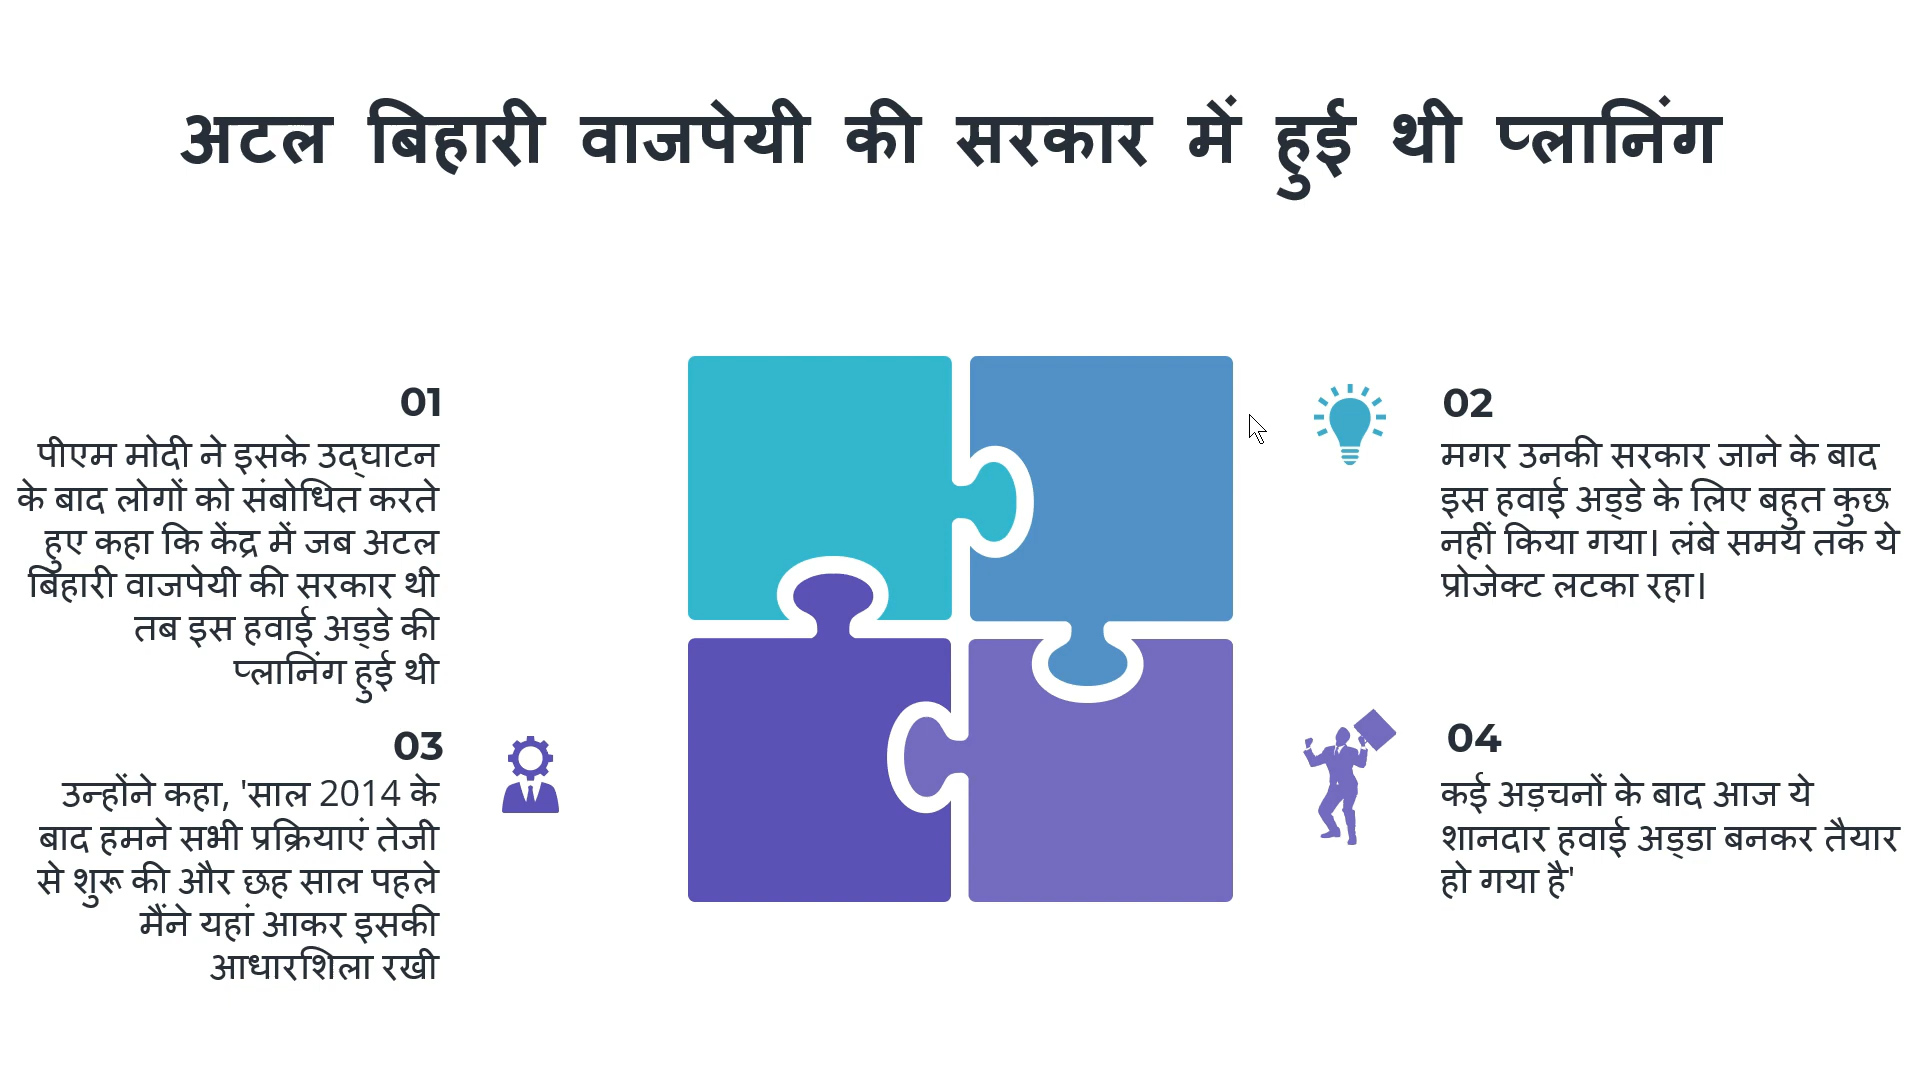 अटल बिहारी वाजपेयी की सरकार में हुई थी प्लानिंग
01
पीएम मोदी ने इसके उद्घाटन
के बाद लोगों को संबोधित करते
हुए कहा कि केंद्र में जब अटल
बिहारी वाजपेयी की सरकार थी
तब इस हवाई अड्डे की
प्लानिंग हुई थी
02
मगर उनकी सरकार जाने के बाद
इस हवाई अड्डे के लिए बहुत कुछ
नहीं किया गया। लंबे समय तक ये
प्रोजेक्ट लटका रहा।
03
उन्होंने कहा, 'साल 2014 के
बाद हमने सभी प्रक्रियाएं तेजी
से शुरू की और छह साल पहले
मैंने यहां आकर इसकी
आधारशिला रखी
04
कई अड़चनों के बाद आज ये
शानदार हवाई अड्डा बनकर तैयार
हो गया है'